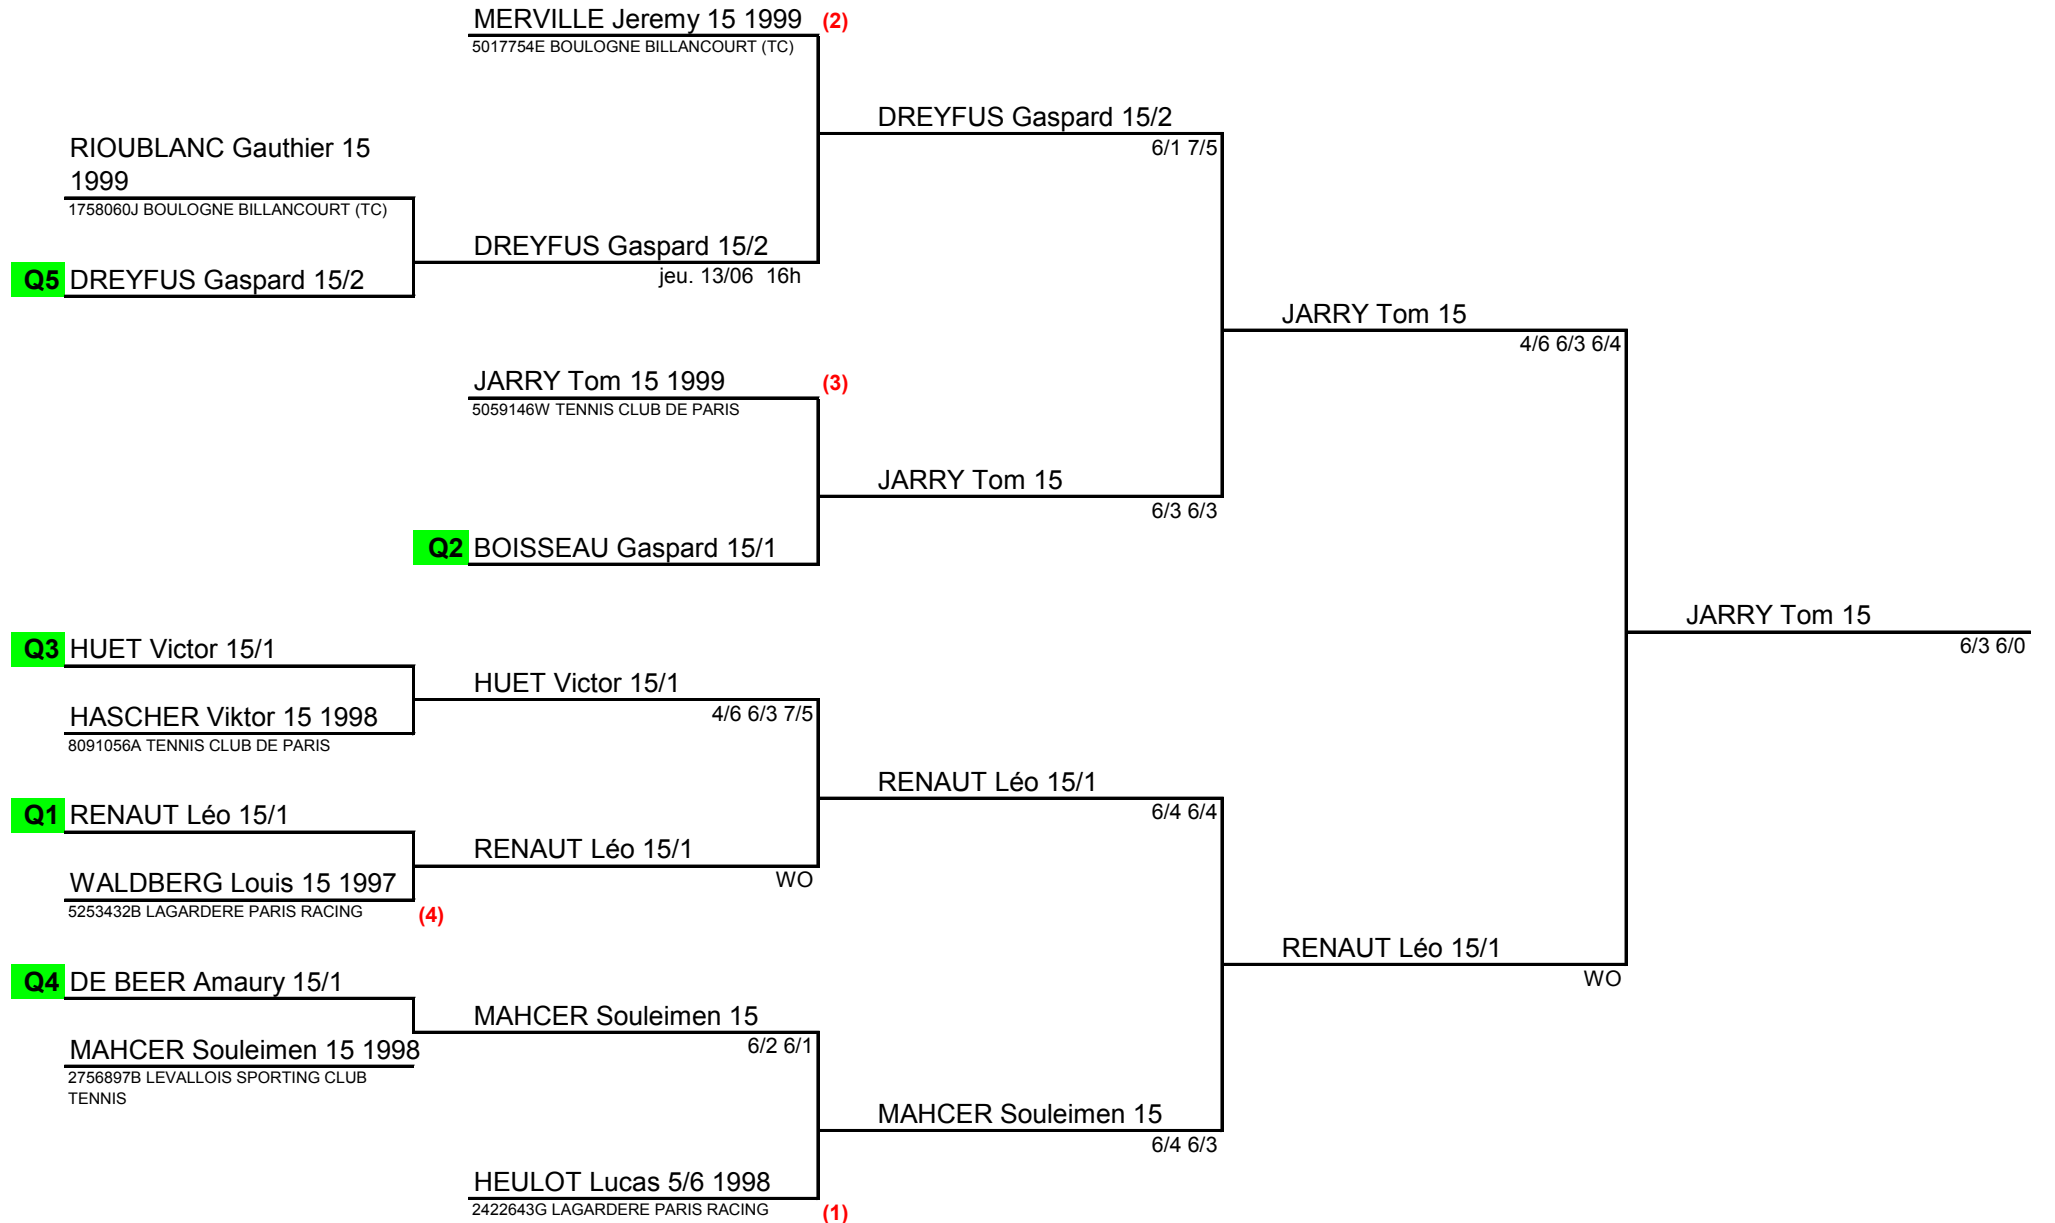 MERVILLE Jeremy 15 1999 (2)
5017754E BOULOGNE BILLANCOURT (TC)
DREYFUS Gaspard 15/2
6/1 7/5
RIOUBLANC Gauthier 15
1999
1758060J BOULOGNE BILLANCOURT (TC)
DREYFUS Gaspard 15/2
jeu. 13/06 16h
Q5 DREYFUS Gaspard 15/2
JARRY Tom 15
4/6 6/3 6/4
JARRY Tom 15 1999 (3)
5059146W TENNIS CLUB DE PARIS
JARRY Tom 15
6/3 6/3
Q2 BOISSEAU Gaspard 15/1
JARRY Tom 15
6/3 6/0
Q3 HUET Victor 15/1
HUET Victor 15/1
4/6 6/3 7/5
HASCHER Viktor 15 1998
8091056A TENNIS CLUB DE PARIS
RENAUT Léo 15/1
6/4 6/4
Q1 RENAUT Léo 15/1
RENAUT Léo 15/1
WO
WALDBERG Louis 15 1997
5253432B LAGARDERE PARIS RACING (4)
RENAUT Léo 15/1
WO
Q4 DE BEER Amaury 15/1
MAHCER Souleimen 15
6/2 6/1
MAHCER Souleimen 15 1998
2756897B LEVALLOIS SPORTING CLUB
TENNIS
MAHCER Souleimen 15
6/4 6/3
HEULOT Lucas 5/6 1998
2422643G LAGARDERE PARIS RACING (1)